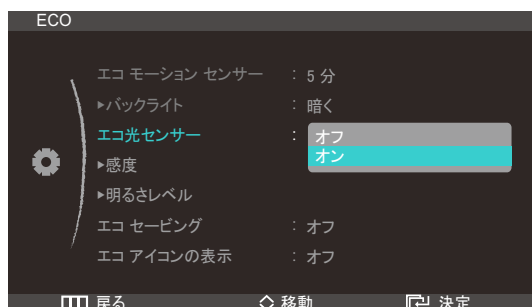 ECO
エコ モーション センサー : 5 分
▸バックライト : 暗く
エコ光センサー : オフ
オン
▸感度
▸明るさレベル
エコ セービング : オフ
エコ アイコンの表示 : オフ
戻る 移動 決定